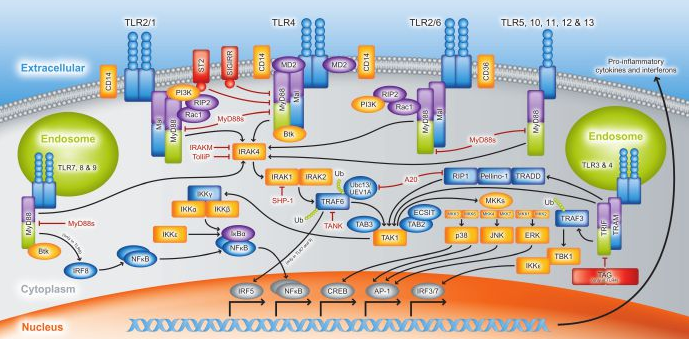 TLR2/1
TLR4
TLR2/6
TLR5, 10, 11, 12 & 13
Extracellular
CD14
ST2
SIGIRR
CD14
MD2
MD2
CD14
CD36
Pro-inflammatory
cytokines and interferons
PI3K
RIP2
Rac1
Mal
MyD88
MyD88s
MyD88
Mal
Btk
PI3K
RIP2
Rac1
MyD88
Mal
MyD88s
MyD88
Endosome
TLR7, 8 & 9
IRAKM
TollIP
IRAK4
Endosome
TLR3 & 4
IRAK1
IRAK2
SHP-1
Ub
Ubc13/
UEV1A
TRAF6
Ub
TANK
A20
RIP1
Pelino-1
TRADD
MyD88
MyD88s
Btk
IRF8
IKKγ
IKKα
IKKβ
IKKε
IκBα
NFκB
NFκB
TAB3
TAK1
ECSIT
TAB2
MKKs
p38
JNK
ERK
IKKε
TBK1
Ub
TRAF3
TRIF
TRAM
TAG
Cytoplasm
IRF5
NFκB
CREB
AP-1
IRF3/7
Nucleus